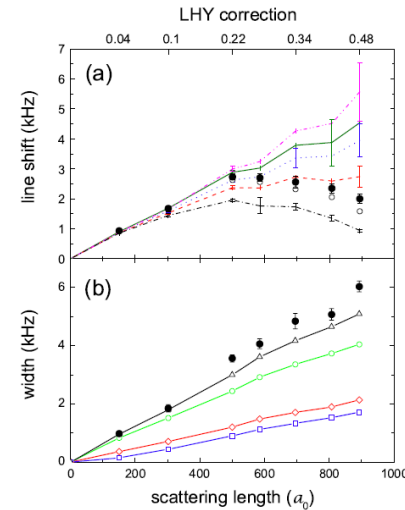 LHY correction
0.04 0.1 0.22 0.34 0.48
7
6
5
4
3
2
1
0
(a)
line shift (kHz)
6
4
2
0
(b)
width (kHz)
0 200 400 600 800 1000
scattering length (a₀)